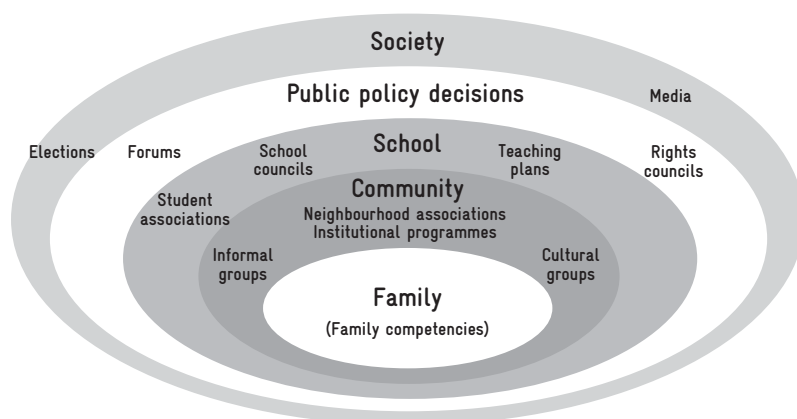 Society
Public policy decisions
Media
Elections
Forums
School
councils
School
Teaching
plans
Rights
councils
Student
associations
Community
Neighbourhood associations
Institutional programmes
Informal
groups
Cultural
groups
Family
(Family competencies)